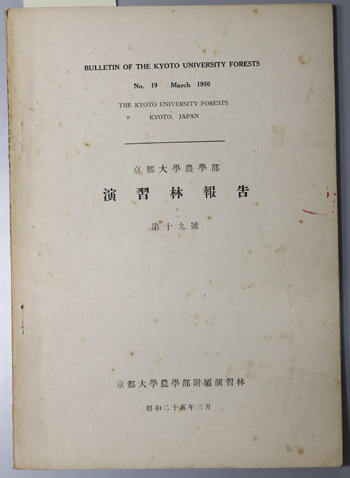 BULLETIN OF THE KYOTO UNIVERSITY FORESTS
No. 19 March 1950
THE KYOTO UNIVERSITY FORESTS
KYOTO, JAPAN
京都大學農學部
演習林報告
第十九號
京都大學農學部附屬演習林
昭和二十五年三月